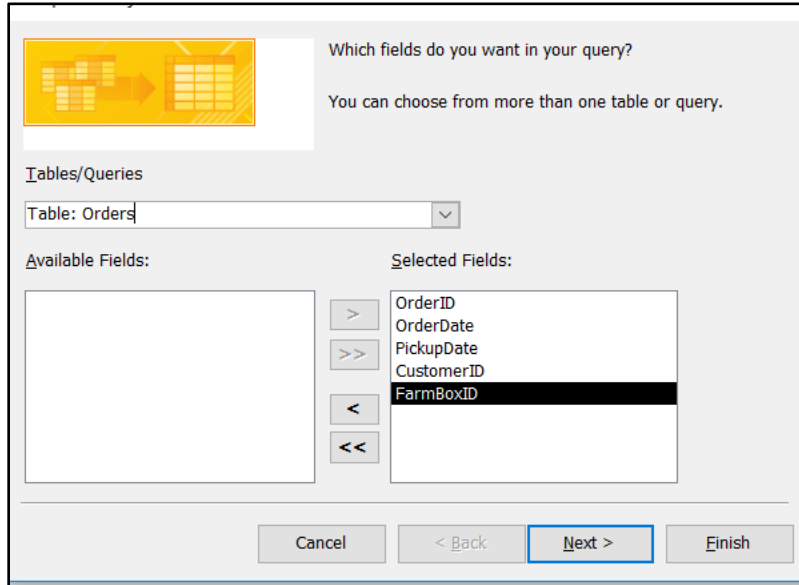 Which fields do you want in your query?
You can choose from more than one table or query.
Tables/Queries
Table: Orders
Available Fields:
Selected Fields:
>
>>
<
<<
OrderID
OrderDate
PickupDate
CustomerID
FarmBoxID
Cancel
< Back
Next >
Finish